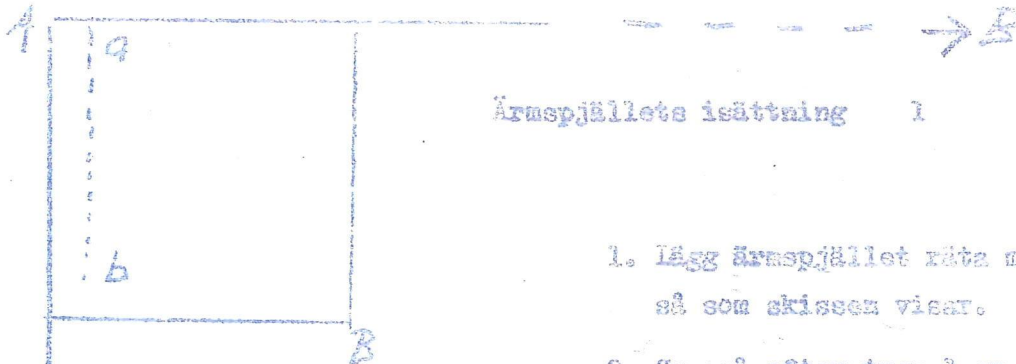 A
a
Ärmspjällets isättning 1
b
1. Lägg ärmspjället räta
så som skissen visar.
B